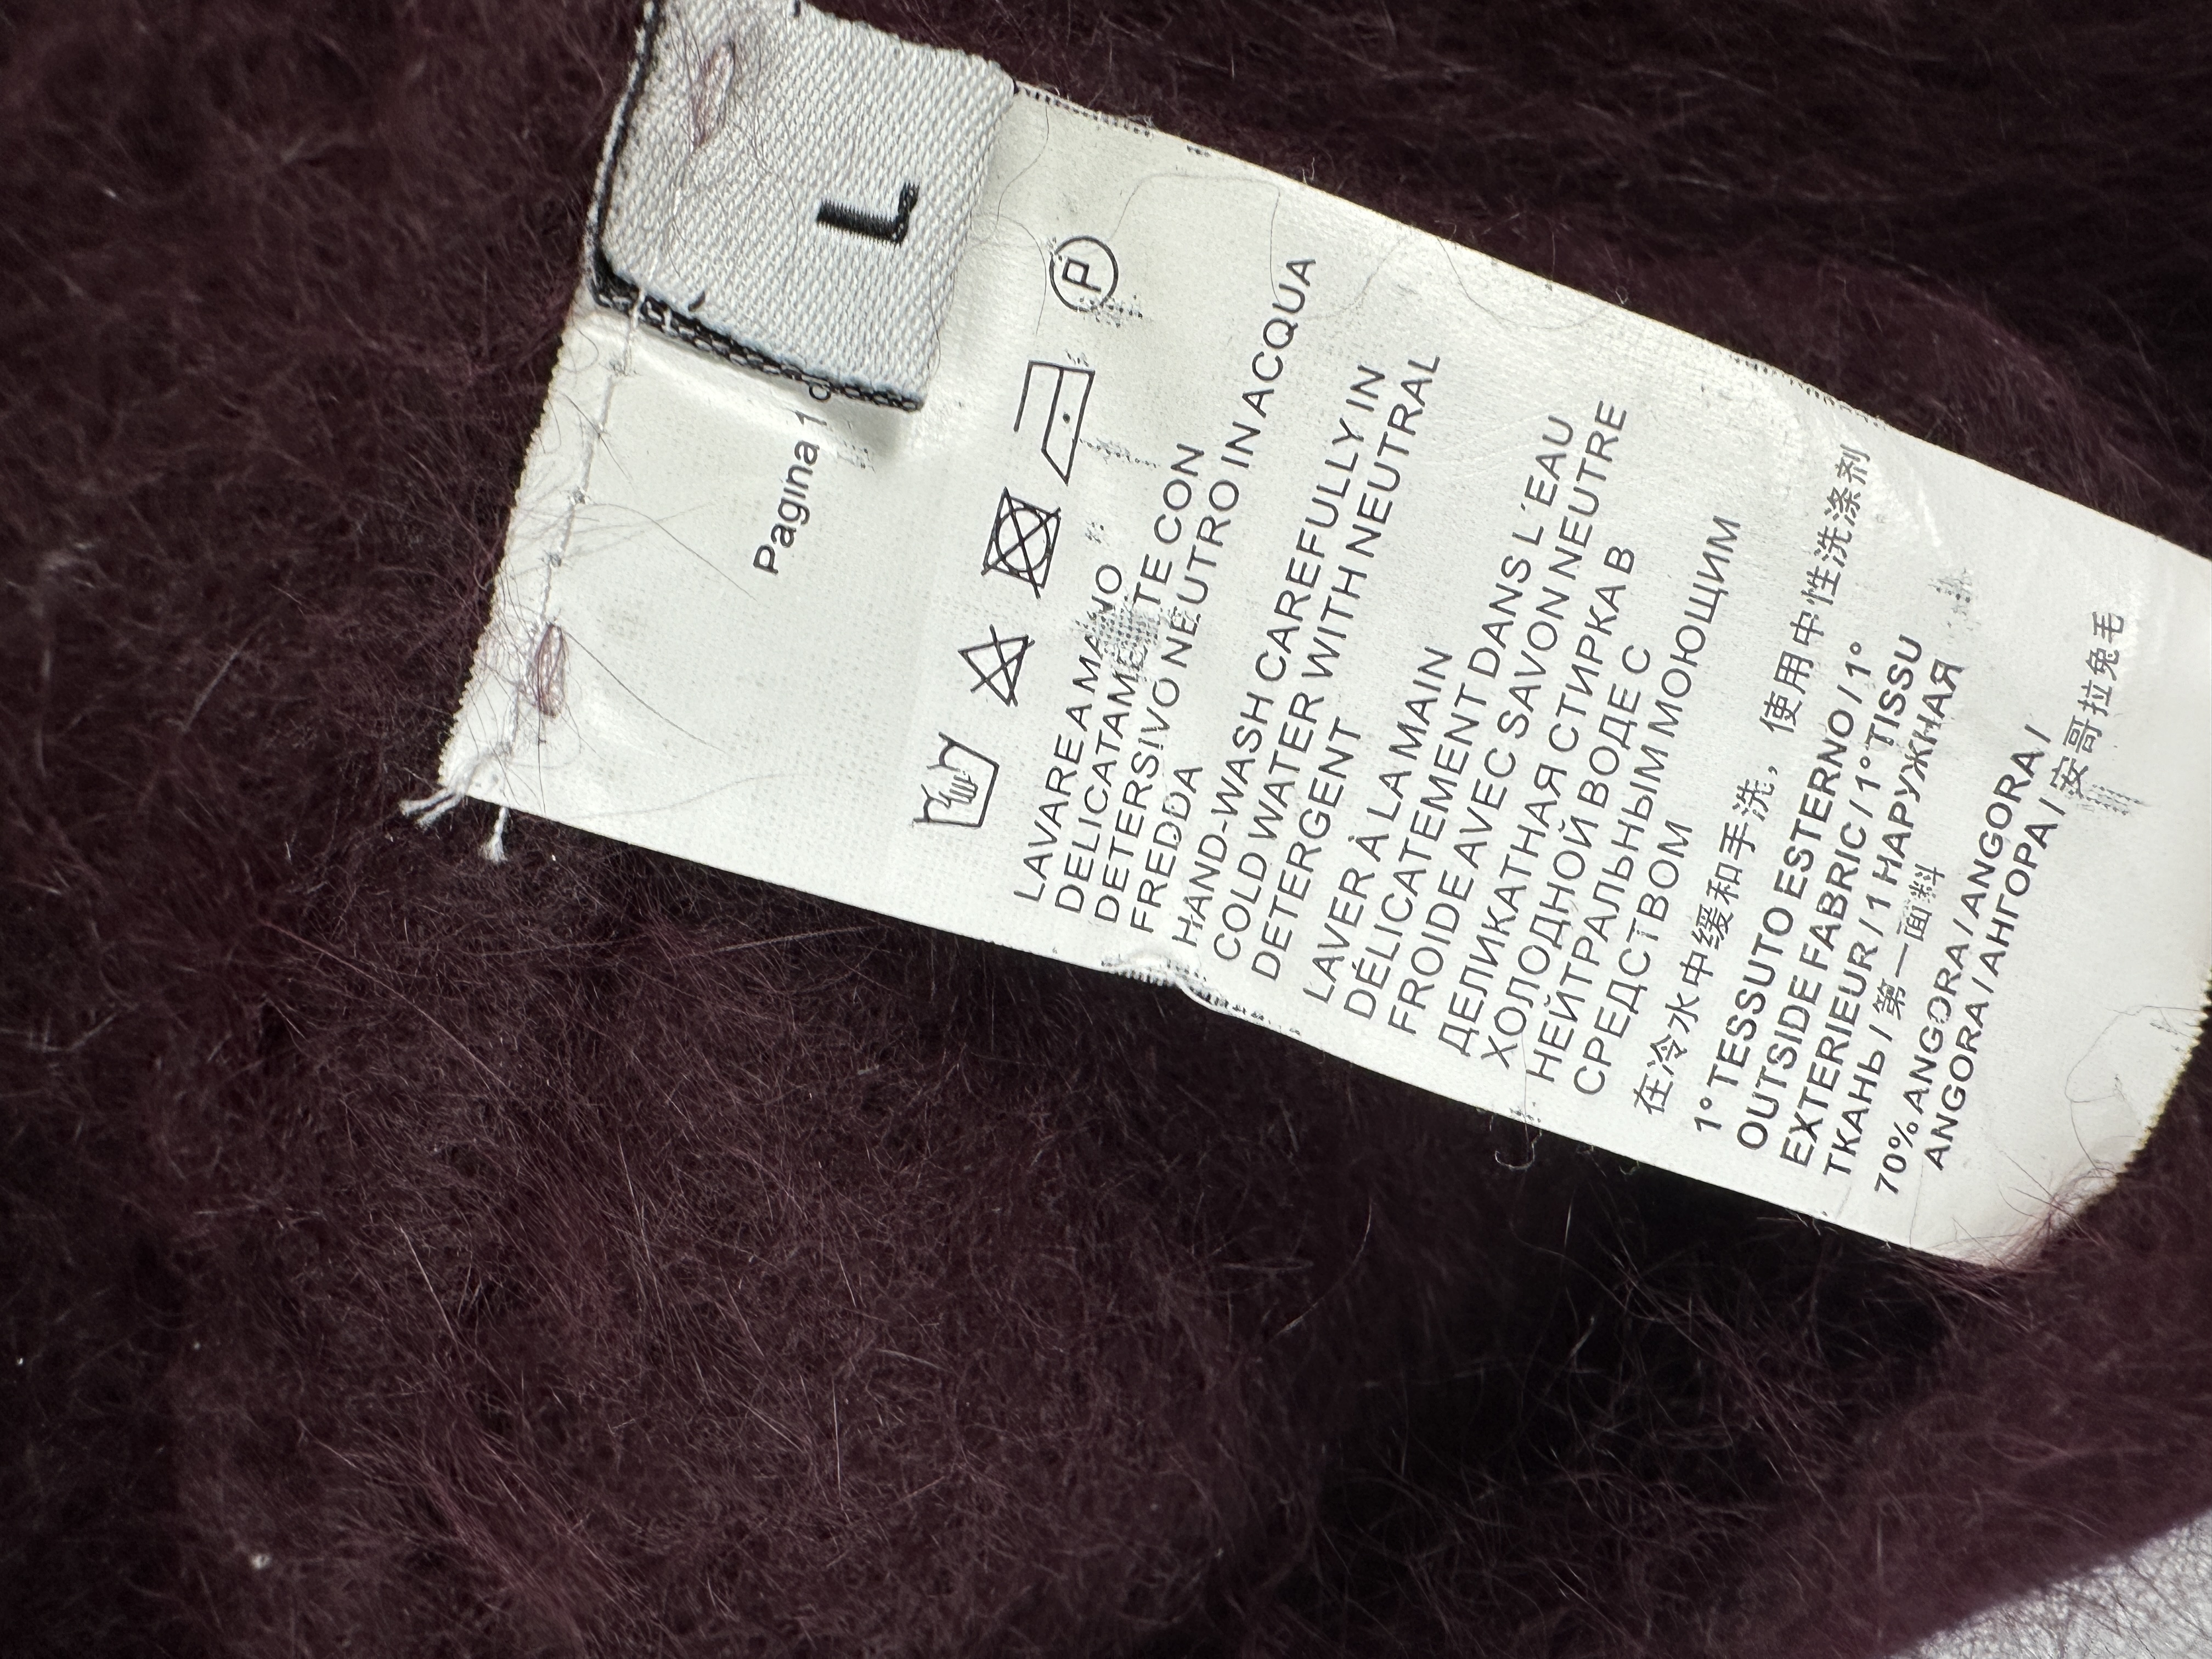 L
Pagina 1
P
LAVARE A MANO
DELICATAMENTE CON
DETERSIVO NEUTRO IN ACQUA
FREDDA
HAND-WASH CAREFULLY IN
COLD WATER WITH NEUTRAL
DETERGENT
LAVER À LA MAIN
DÉLICATEMENT DANS L'EAU
FROIDE AVEC SAVON NEUTRE
ДЕЛИКАТНАЯ СТИРКА В
ХОЛОДНОЙ ВОДЕ С
НЕЙТРАЛЬНЫМ МОЮЩИМ
СРЕДСТВОМ
在冷水中缓和手洗，使用中性洗涤剂
1° TESSUTO ESTERNO / 1°
OUTSIDE FABRIC / 1° TISSU
EXTERIEUR / 1 НАРУЖНАЯ
ТКАНЬ / 第一面料
70% ANGORA / ANGORA /
ANGORA / АНГОРА / 安哥拉兔毛